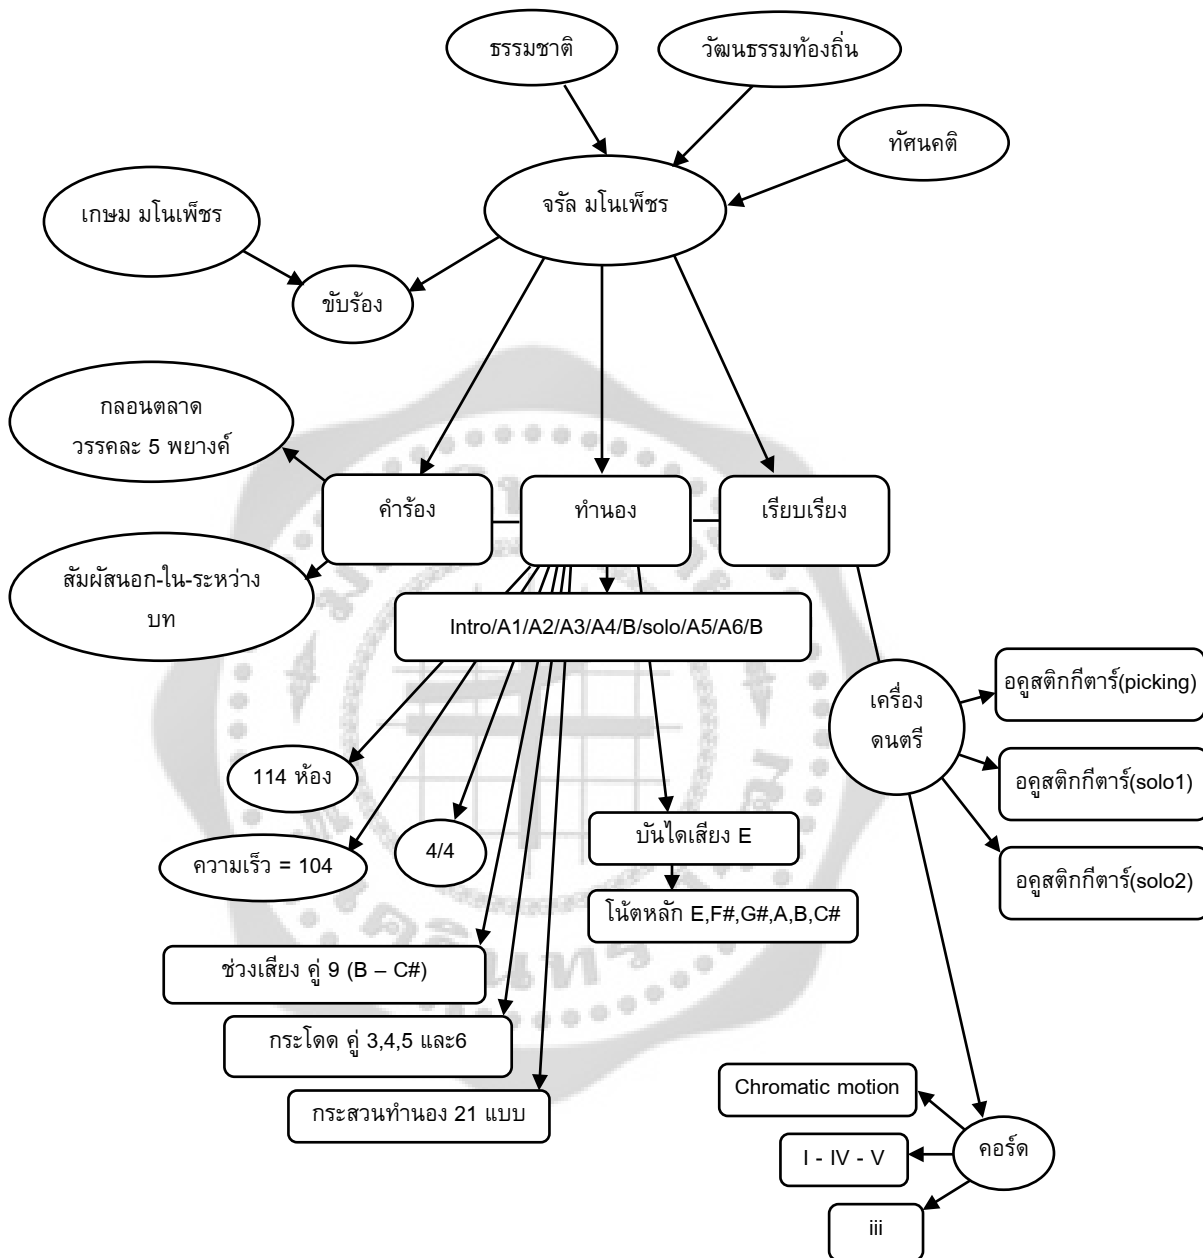 ธรรมชาติ
วัฒนธรรมท้องถิ่น
ทัศนคติ
จรัล มโนเพ็ชร
เกษม มโนเพ็ชร
ขับร้อง
กลอนตลาด
วรรคละ 5 พยางค์
คำร้อง
ทำนอง
เรียบเรียง
สัมผัสนอก-ใน-ระหว่าง
บท
Intro/A1/A2/A3/A4/B/solo/A5/A6/B
เครื่อง
ดนตรี
อคูสติกกีตาร์(picking)
อคูสติกกีตาร์(solo1)
อคูสติกกีตาร์(solo2)
114 ห้อง
ความเร็ว = 104
4/4
บันไดเสียง E
โน้ตหลัก E,F#,G#,A,B,C#
ช่วงเสียง คู่ 9 (B – C#)
กระโดด คู่ 3,4,5 และ6
กระสวนทำนอง 21 แบบ
Chromatic motion
I - IV - V
iii
คอร์ด